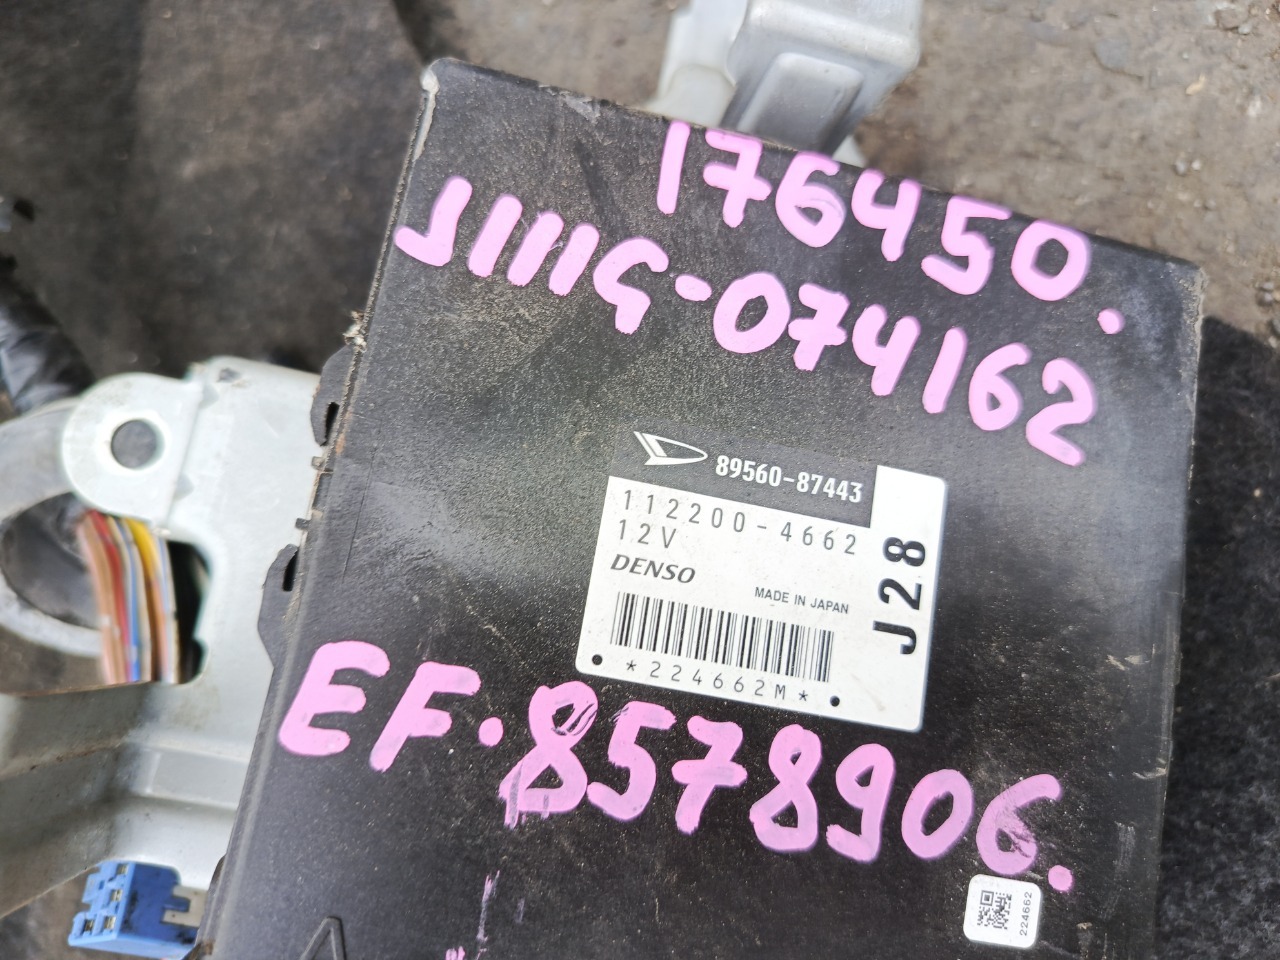 176450.
J111G-074162
89560-87443
112200-4662
12V
DENSO
MADE IN JAPAN
J28
*224662M*
EF.8578906.
224662